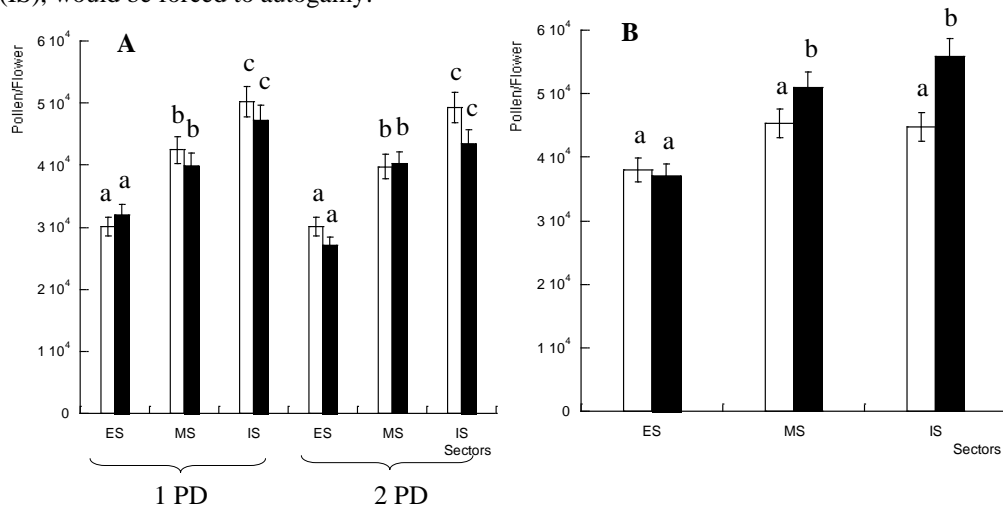 (IS), would be forced to autogamy.
A
B
Pollen/Flower
6 10⁴
5 10⁴
4 10⁴
3 10⁴
2 10⁴
1 10⁴
0
a a b b c c a a b b c c
ES MS IS ES MS IS
Sectors
1 PD 2 PD
Pollen/Flower
6 10⁴
5 10⁴
4 10⁴
3 10⁴
2 10⁴
1 10⁴
0
a a a b a b
ES MS IS
Sectors